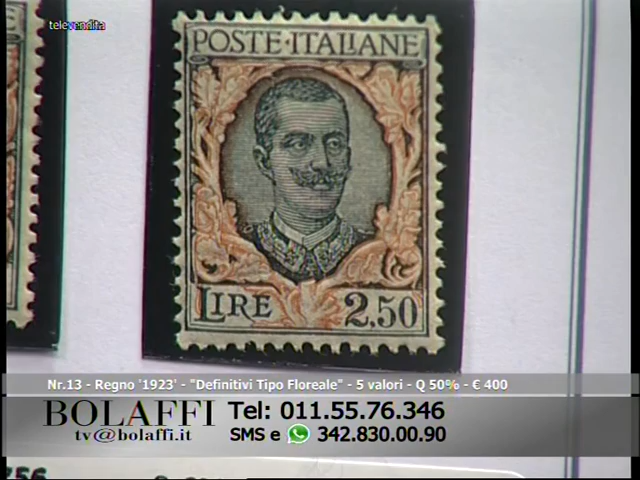 televendita
POSTE·ITALIANE
LIRE 2,50
Nr.13 - Regno '1923' - "Definitivi Tipo Floreale" - 5 valori - Q 50% - € 400
BOLAFFI
tv@bolaffi.it
Tel: 011.55.76.346
SMS e 342.830.00.90